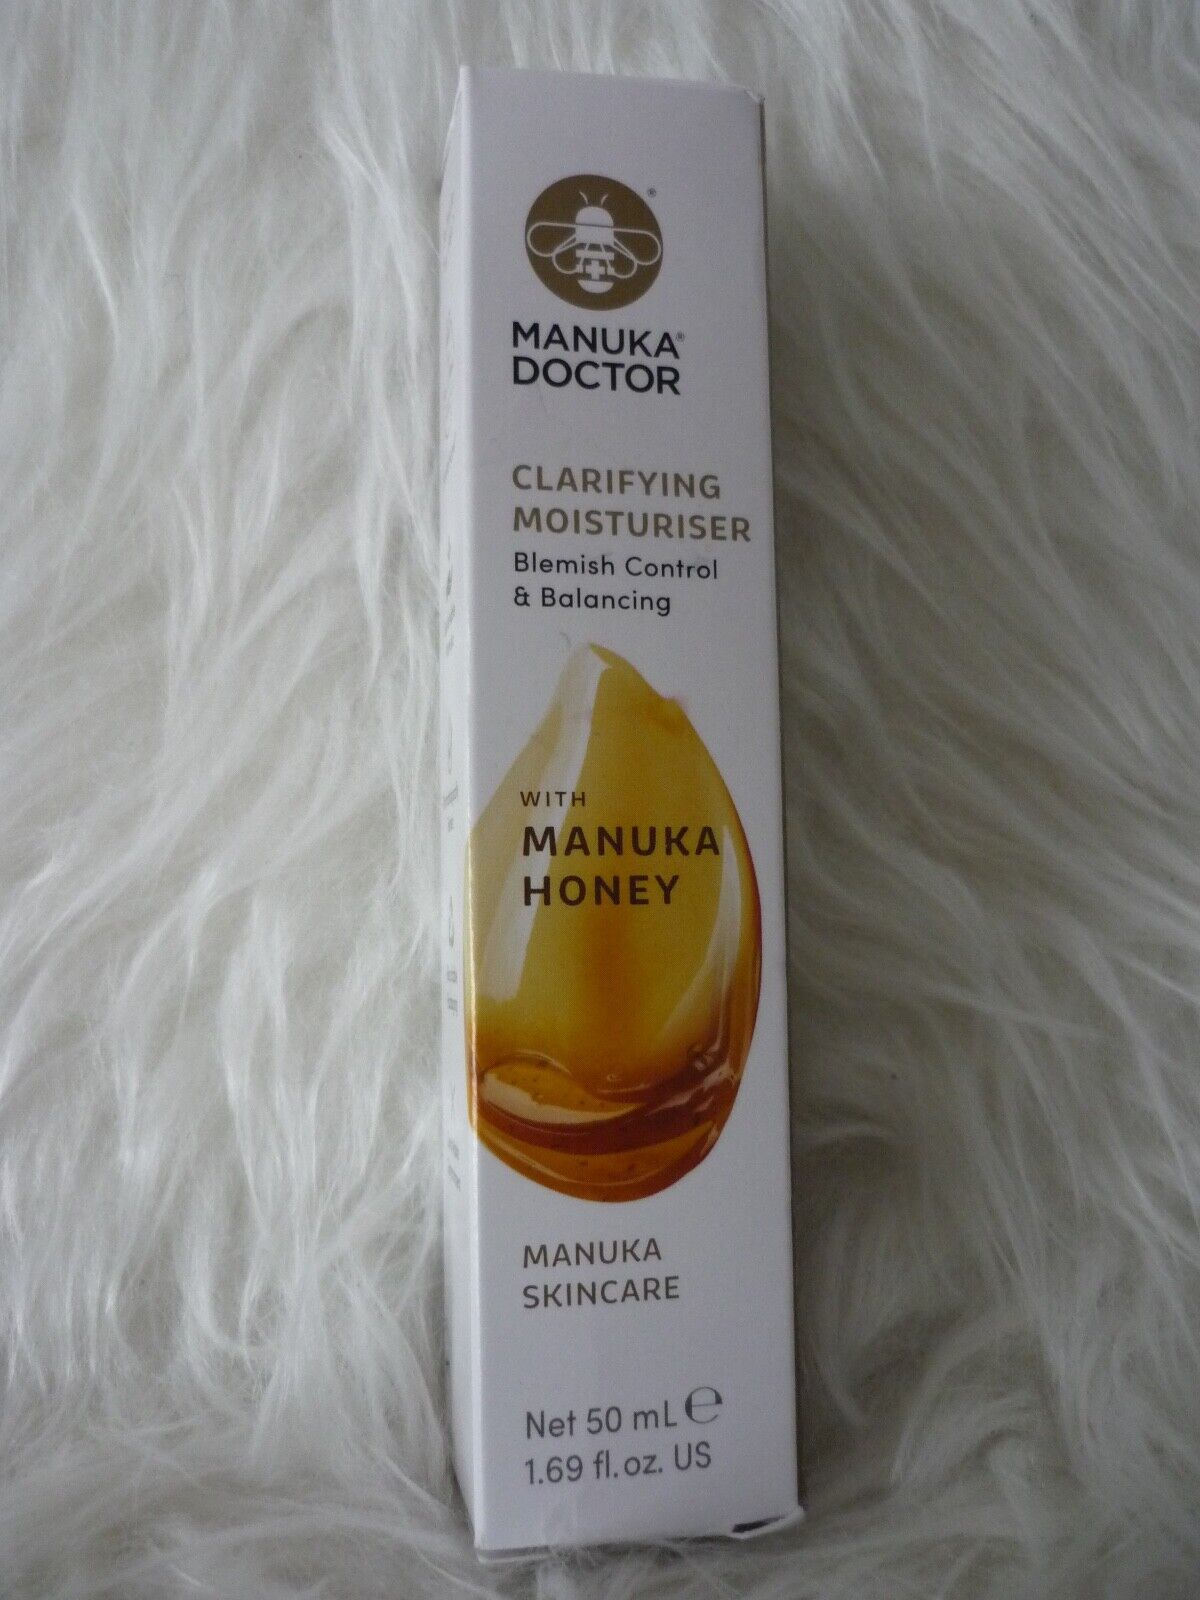 ®
MANUKA®
DOCTOR
CLARIFYING
MOISTURISER
Blemish Control
& Balancing
WITH
MANUKA
HONEY
MANUKA
SKINCARE
Net 50 mL ℮
1.69 fl.oz. US